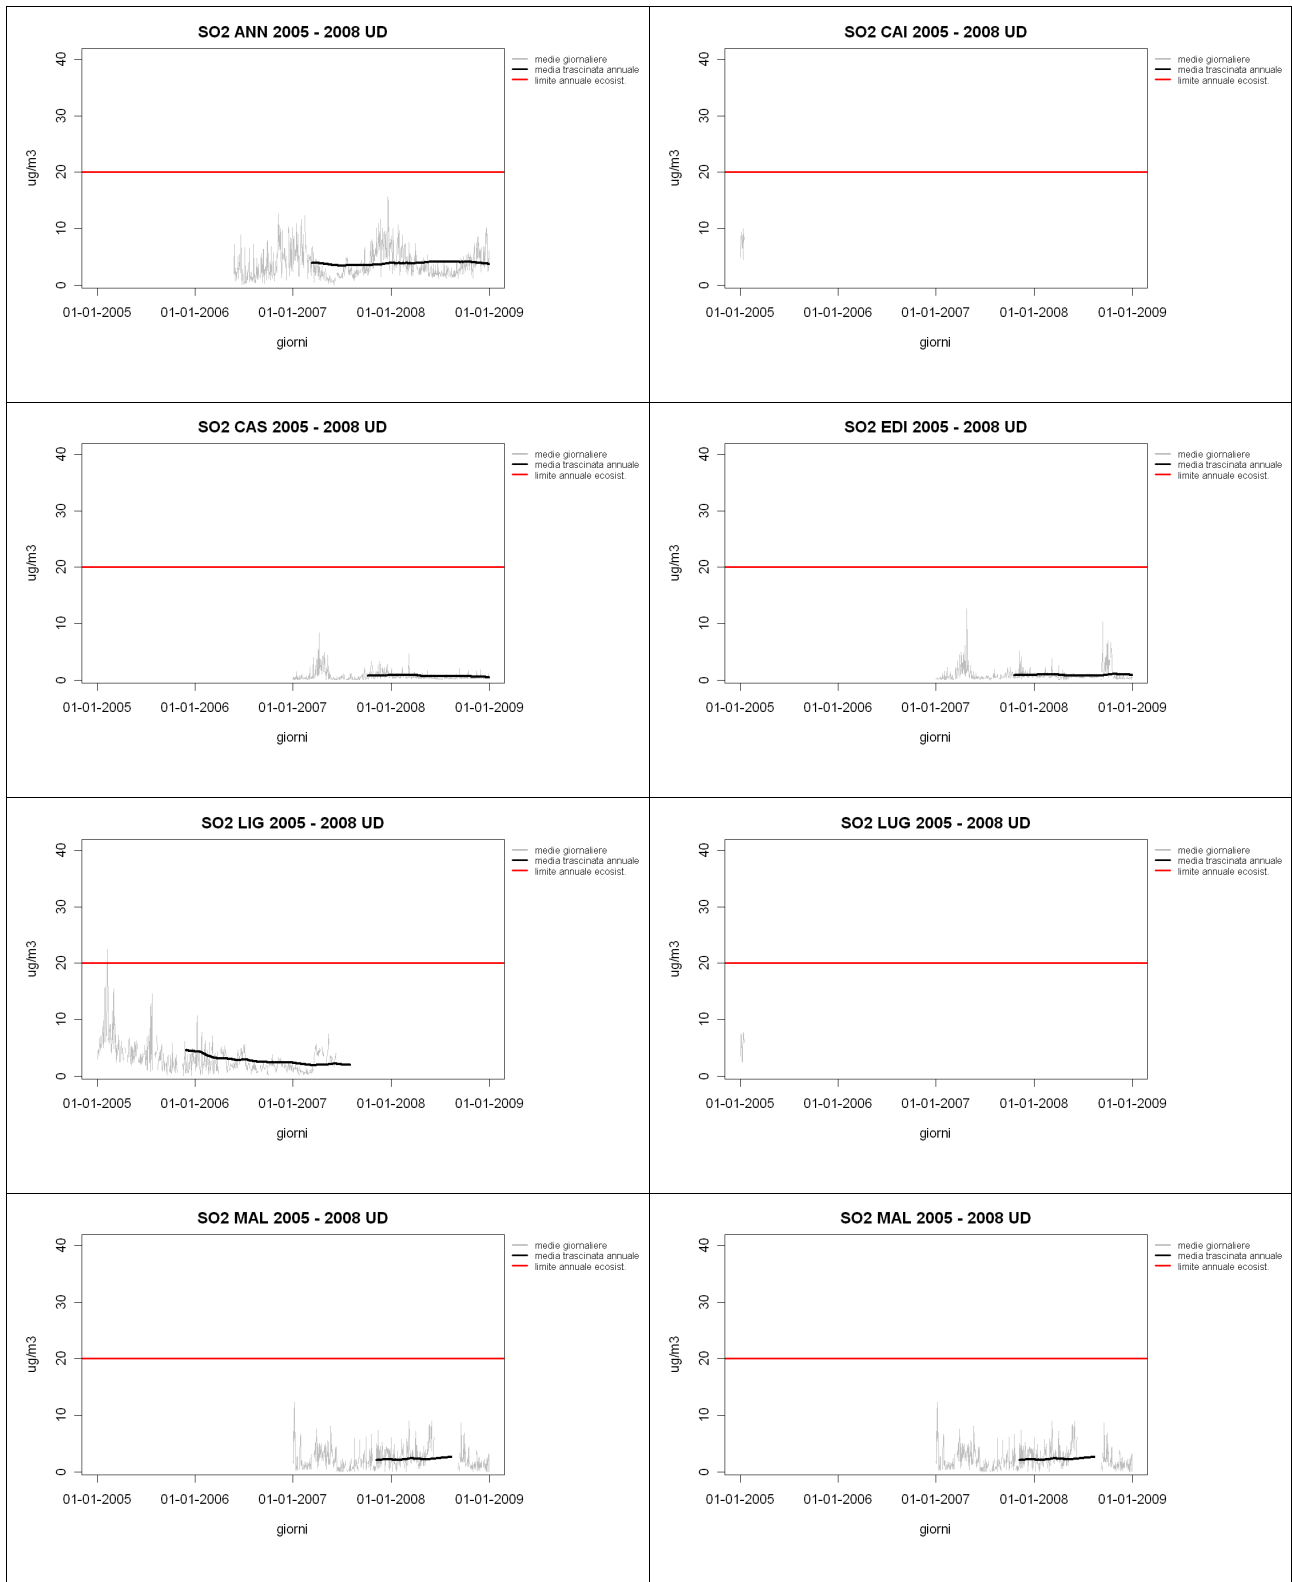 SO2 ANN 2005 - 2008 UD
medie giornaliere
media trascinata annuale
limite annuale ecosist.
40
30
20
10
0
ug/m3
01-01-2005 01-01-2006 01-01-2007 01-01-2008 01-01-2009
giorni
SO2 CAI 2005 - 2008 UD
medie giornaliere
media trascinata annuale
limite annuale ecosist.
40
30
20
10
0
ug/m3
01-01-2005 01-01-2006 01-01-2007 01-01-2008 01-01-2009
giorni
SO2 CAS 2005 - 2008 UD
medie giornaliere
media trascinata annuale
limite annuale ecosist.
40
30
20
10
0
ug/m3
01-01-2005 01-01-2006 01-01-2007 01-01-2008 01-01-2009
giorni
SO2 EDI 2005 - 2008 UD
medie giornaliere
media trascinata annuale
limite annuale ecosist.
40
30
20
10
0
ug/m3
01-01-2005 01-01-2006 01-01-2007 01-01-2008 01-01-2009
giorni
SO2 LIG 2005 - 2008 UD
medie giornaliere
media trascinata annuale
limite annuale ecosist.
40
30
20
10
0
ug/m3
01-01-2005 01-01-2006 01-01-2007 01-01-2008 01-01-2009
giorni
SO2 LUG 2005 - 2008 UD
medie giornaliere
media trascinata annuale
limite annuale ecosist.
40
30
20
10
0
ug/m3
01-01-2005 01-01-2006 01-01-2007 01-01-2008 01-01-2009
giorni
SO2 MAL 2005 - 2008 UD
medie giornaliere
media trascinata annuale
limite annuale ecosist.
40
30
20
10
0
ug/m3
01-01-2005 01-01-2006 01-01-2007 01-01-2008 01-01-2009
giorni
SO2 MAL 2005 - 2008 UD
medie giornaliere
media trascinata annuale
limite annuale ecosist.
40
30
20
10
0
ug/m3
01-01-2005 01-01-2006 01-01-2007 01-01-2008 01-01-2009
giorni